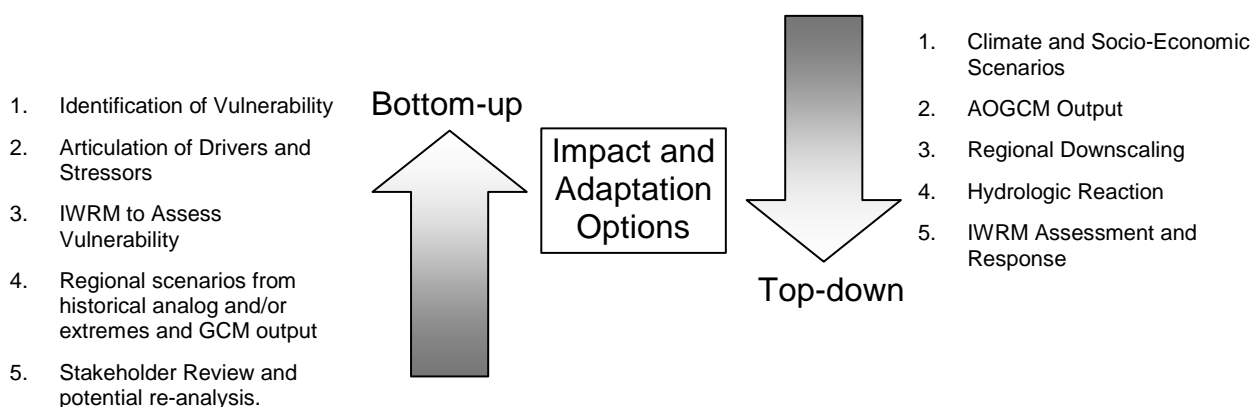 1. Identification of Vulnerability
2. Articulation of Drivers and
Stressors
3. IWRM to Assess
Vulnerability
4. Regional scenarios from
historical analog and/or
extremes and GCM output
5. Stakeholder Review and
potential re-analysis.
Bottom-up
Impact and
Adaptation
Options
Top-down
1. Climate and Socio-Economic
Scenarios
2. AOGCM Output
3. Regional Downscaling
4. Hydrologic Reaction
5. IWRM Assessment and
Response